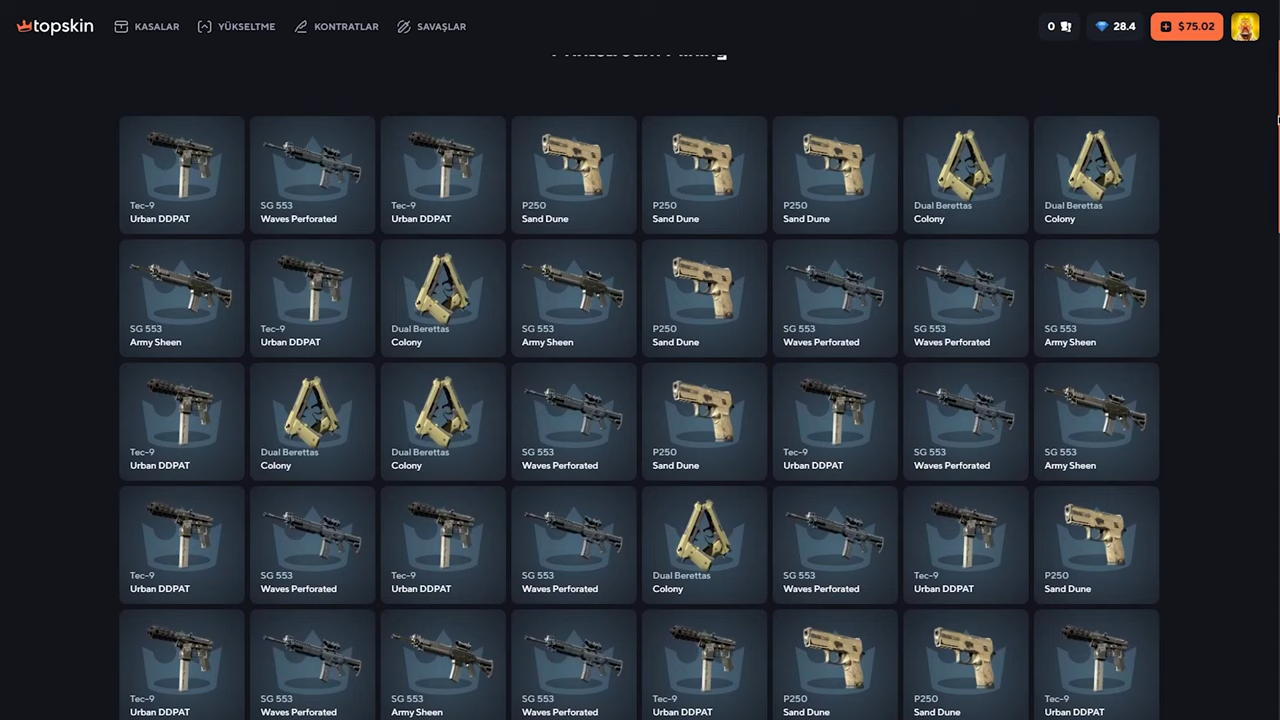 topskin KASALAR YÜKSELTME KONTRATLAR SAVAŞLAR 0 28.4 $75.02
Tec-9 SG 553 Tec-9 P250 P250 P250 Dual Berettas Dual Berettas
Urban DDPAT Waves Perforated Urban DDPAT Sand Dune Sand Dune Sand Dune Colony Colony
SG 553 Tec-9 Dual Berettas SG 553 P250 SG 553 SG 553 SG 553
Army Sheen Urban DDPAT Colony Army Sheen Sand Dune Waves Perforated Waves Perforated Army Sheen
Tec-9 Dual Berettas Dual Berettas SG 553 P250 Tec-9 SG 553 SG 553
Urban DDPAT Colony Colony Waves Perforated Sand Dune Urban DDPAT Waves Perforated Army Sheen
Tec-9 SG 553 Tec-9 SG 553 Dual Berettas SG 553 Tec-9 P250
Urban DDPAT Waves Perforated Urban DDPAT Waves Perforated Colony Waves Perforated Urban DDPAT Sand Dune
Tec-9 SG 553 SG 553 SG 553 Tec-9 P250 P250 Tec-9
Urban DDPAT Waves Perforated Army Sheen Waves Perforated Urban DDPAT Sand Dune Sand Dune Urban DDPAT